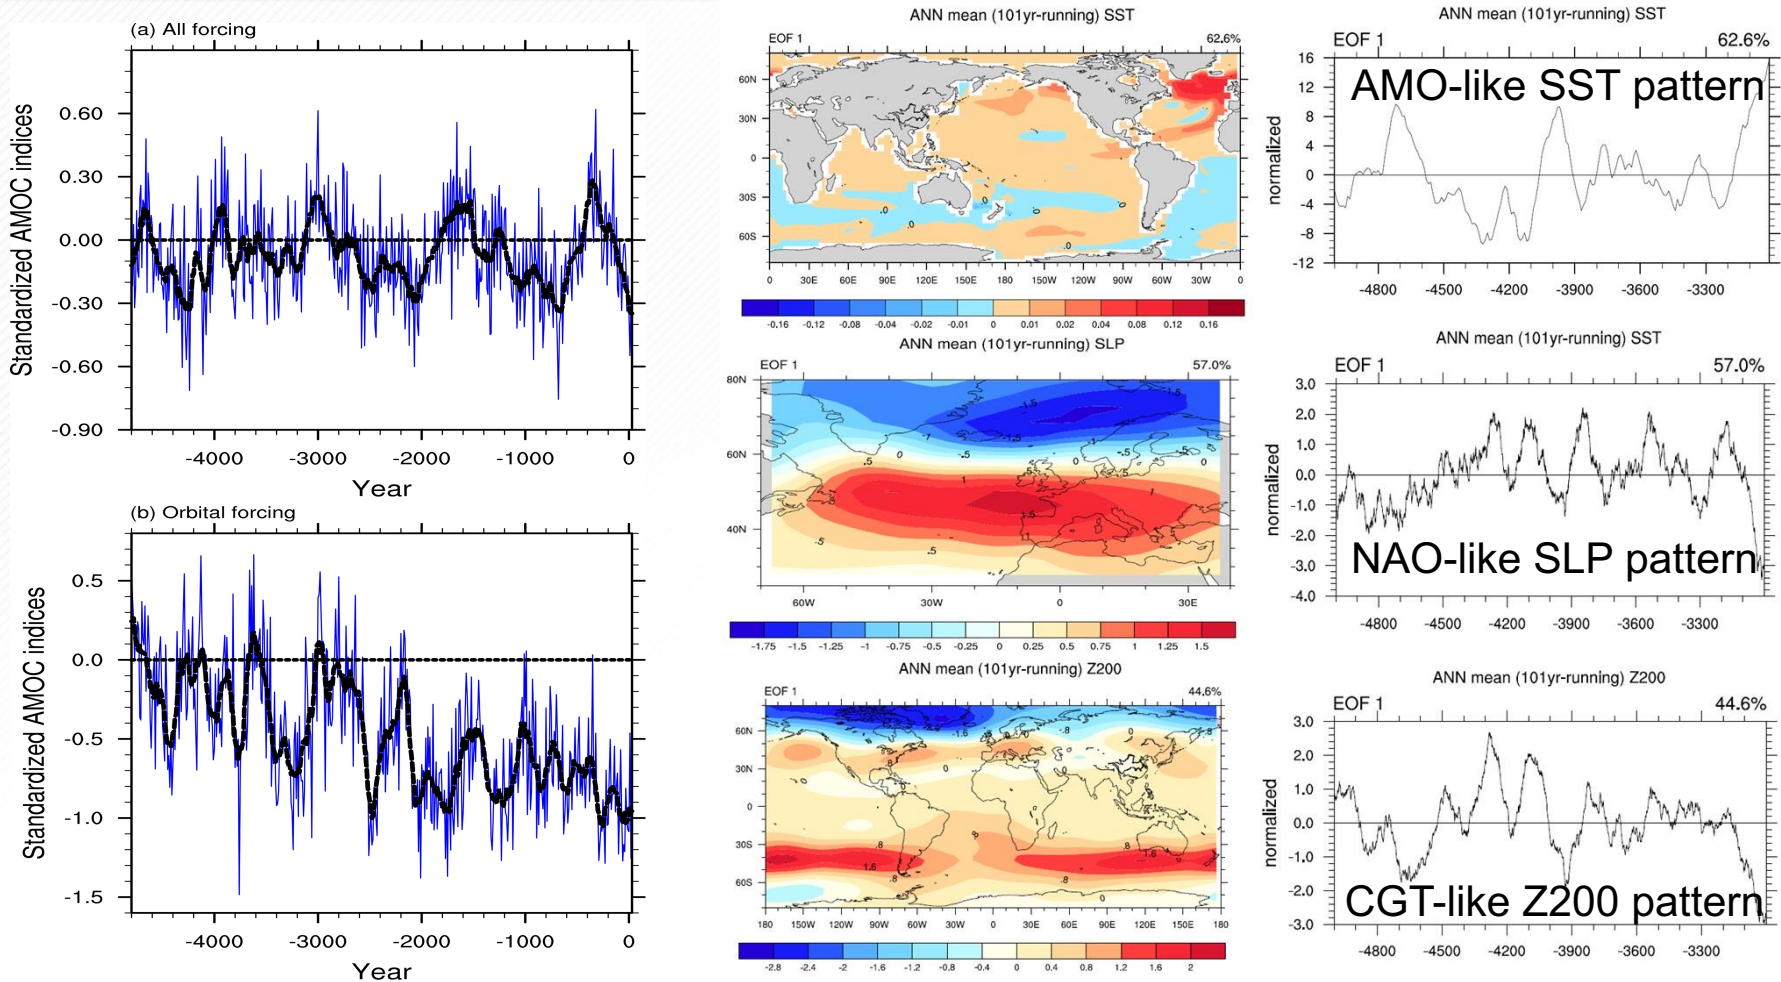 (a) All forcing
Standardized AMOC indices
0.60
0.30
0.00
-0.30
-0.60
-0.90
-4000 -3000 -2000 -1000 0
Year
(b) Orbital forcing
Standardized AMOC indices
0.5
0.0
-0.5
-1.0
-1.5
-4000 -3000 -2000 -1000 0
Year
ANN mean (101yr-running) SST
EOF 1 62.6%
60N
30N
0
30S
60S
0 30E 60E 90E 120E 150E 180 150W 120W 90W 60W 30W 0
-0.16 -0.12 -0.08 -0.04 -0.02 -0.01 0 0.01 0.02 0.04 0.08 0.12 0.16
ANN mean (101yr-running) SLP
EOF 1 57.0%
80N
60N
40N
60W 30W 0 30E
-1.75 -1.5 -1.25 -1 -0.75 -0.5 -0.25 0 0.25 0.5 0.75 1 1.25 1.5
ANN mean (101yr-running) Z200
EOF 1 44.6%
60N
30N
0
30S
60S
180 150W 120W 90W 60W 30W 0 30E 60E 90E 120E 150E 180
-2.8 -2.4 -2 -1.6 -1.2 -0.8 -0.4 0 0.4 0.8 1.2 1.6 2
ANN mean (101yr-running) SST
EOF 1 62.6%
AMO-like SST pattern
normalized
16
12
8
4
0
-4
-8
-12
-4800 -4500 -4200 -3900 -3600 -3300
ANN mean (101yr-running) SST
EOF 1 57.0%
normalized
3.0
2.0
1.0
0.0
-1.0
-2.0
-3.0
-4.0
NAO-like SLP pattern
-4800 -4500 -4200 -3900 -3600 -3300
ANN mean (101yr-running) Z200
EOF 1 44.6%
normalized
3.0
2.0
1.0
0.0
-1.0
-2.0
-3.0
CGT-like Z200 pattern
-4800 -4500 -4200 -3900 -3600 -3300